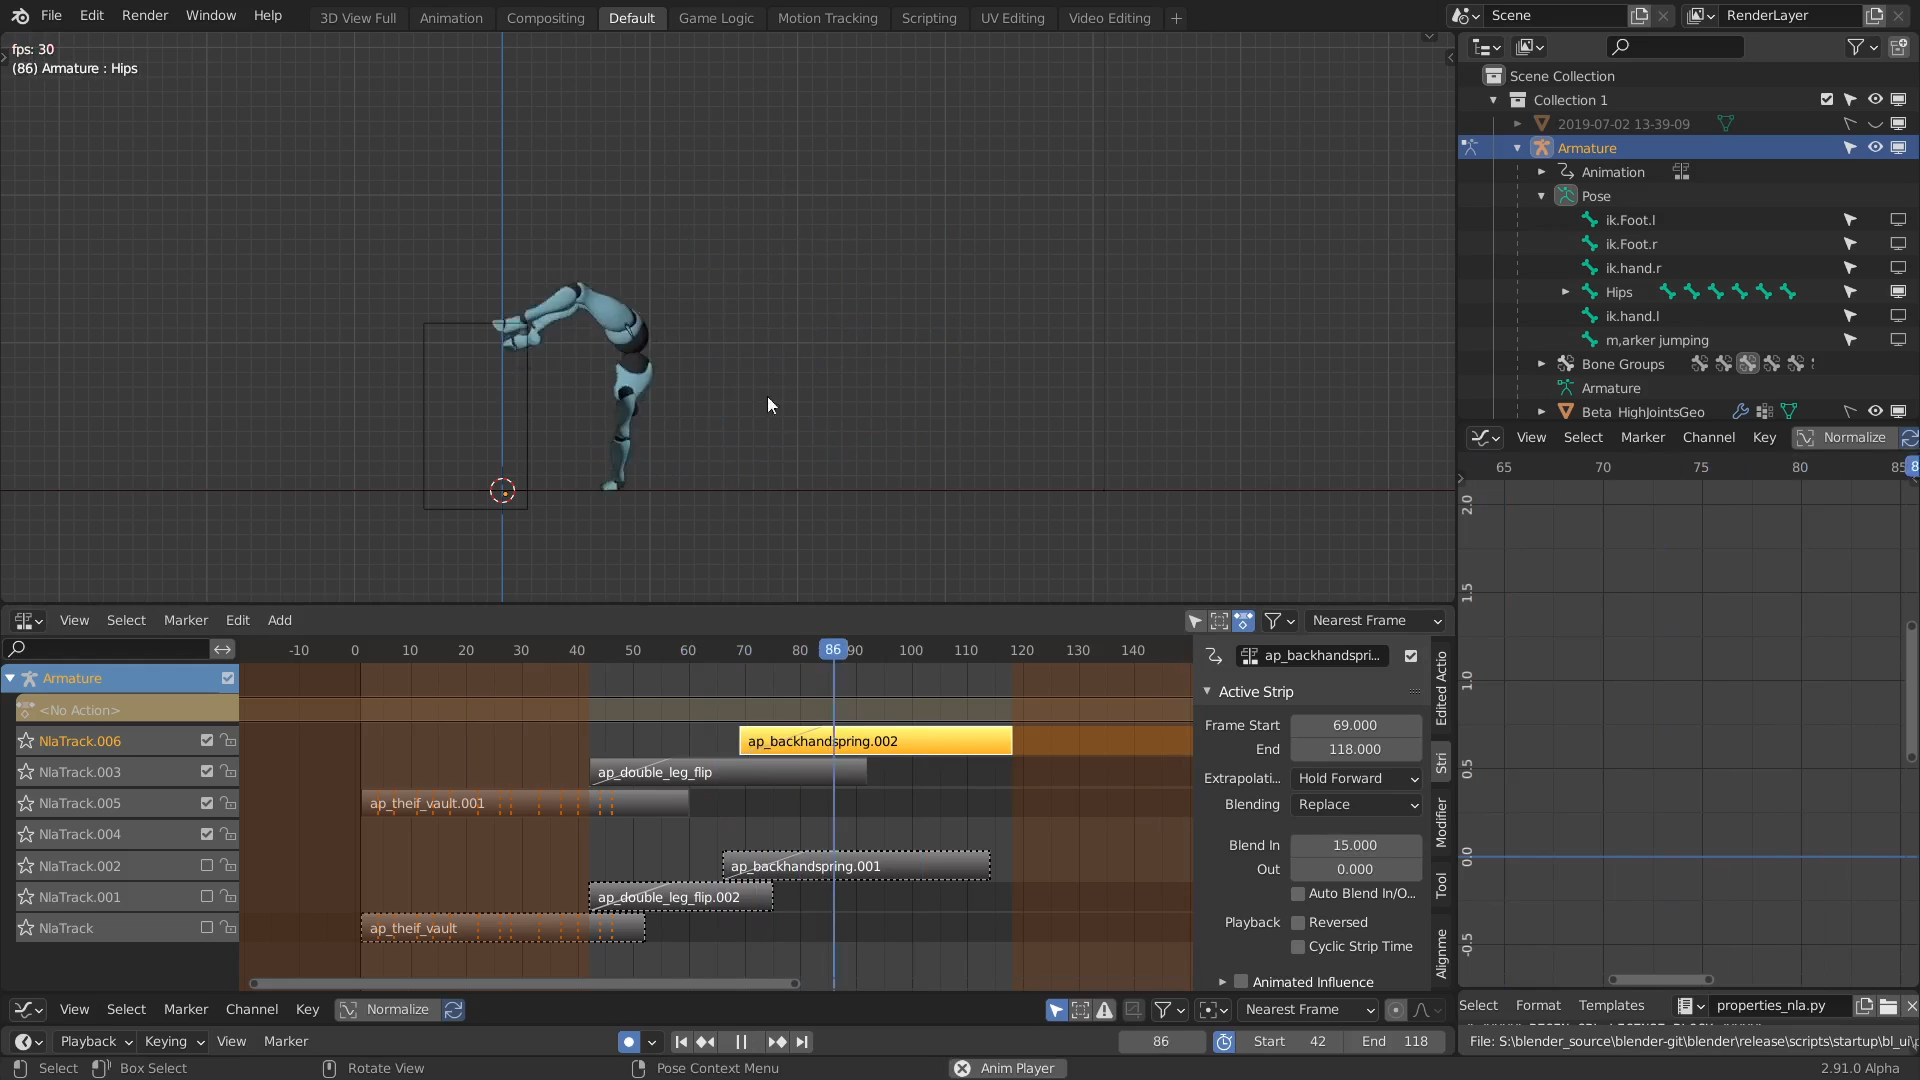 File Edit Render Window Help 3D View Full Animation Compositing Default Game Logic Motion Tracking Scripting UV Editing Video Editing + Scene RenderLayer
fps: 30
(86) Armature : Hips
Scene Collection
Collection 1
2019-07-02 13-39-09
Armature
Animation
Pose
ik.Foot.l
ik.Foot.r
ik.hand.r
Hips
ik.hand.l
m,arker jumping
Bone Groups
Armature
Beta_HighJointsGeo
View Select Marker Channel Key Normalize
65 70 75 80 85 8
2.0
1.5
1.0
0.5
0.0
-0.5
View Select Marker Edit Add Nearest Frame
-10 0 10 20 30 40 50 60 70 80 86 90 100 110 120 130 140
Armature
<No Action>
NlaTrack.006 ap_backhandspring.002
NlaTrack.003 ap_double_leg_flip
NlaTrack.005 ap_theif_vault.001
NlaTrack.004
NlaTrack.002 ap_backhandspring.001
NlaTrack.001 ap_double_leg_flip.002
NlaTrack ap_theif_vault
ap_backhandspri...
Active Strip
Frame Start 69.000
End 118.000
Extrapolati... Hold Forward
Blending Replace
Blend In 15.000
Out 0.000
Auto Blend In/O...
Playback Reversed
Cyclic Strip Time
Animated Influence
Edited Actio
Stri
Modifier
Tool
Alignme
View Select Marker Channel Key Normalize Nearest Frame
Select Format Templates properties_nla.py
Playback Keying View Marker 86 Start 42 End 118
File: S:\blender_source\blender-git\blender\release\scripts\startup\bl_ui\p
Select Box Select Rotate View Pose Context Menu Anim Player 2.91.0 Alpha